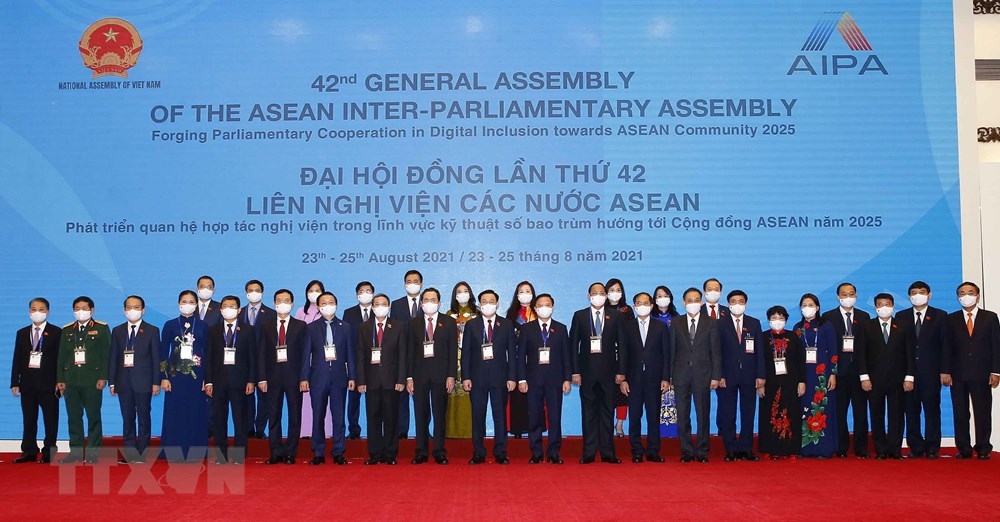 NATIONAL ASSEMBLY OF VIET NAM
AIPA
42nd GENERAL ASSEMBLY
OF THE ASEAN INTER-PARLIAMENTARY ASSEMBLY
Forging Parliamentary Cooperation in Digital Inclusion towards ASEAN Community 2025
ĐẠI HỘI ĐỒNG LẦN THỨ 42
LIÊN NGHỊ VIỆN CÁC NƯỚC ASEAN
Phát triển quan hệ hợp tác nghị viện trong lĩnh vực kỹ thuật số bao trùm hướng tới Cộng đồng ASEAN năm 2025
23th - 25th August 2021 / 23 - 25 tháng 8 năm 2021
TTXVN